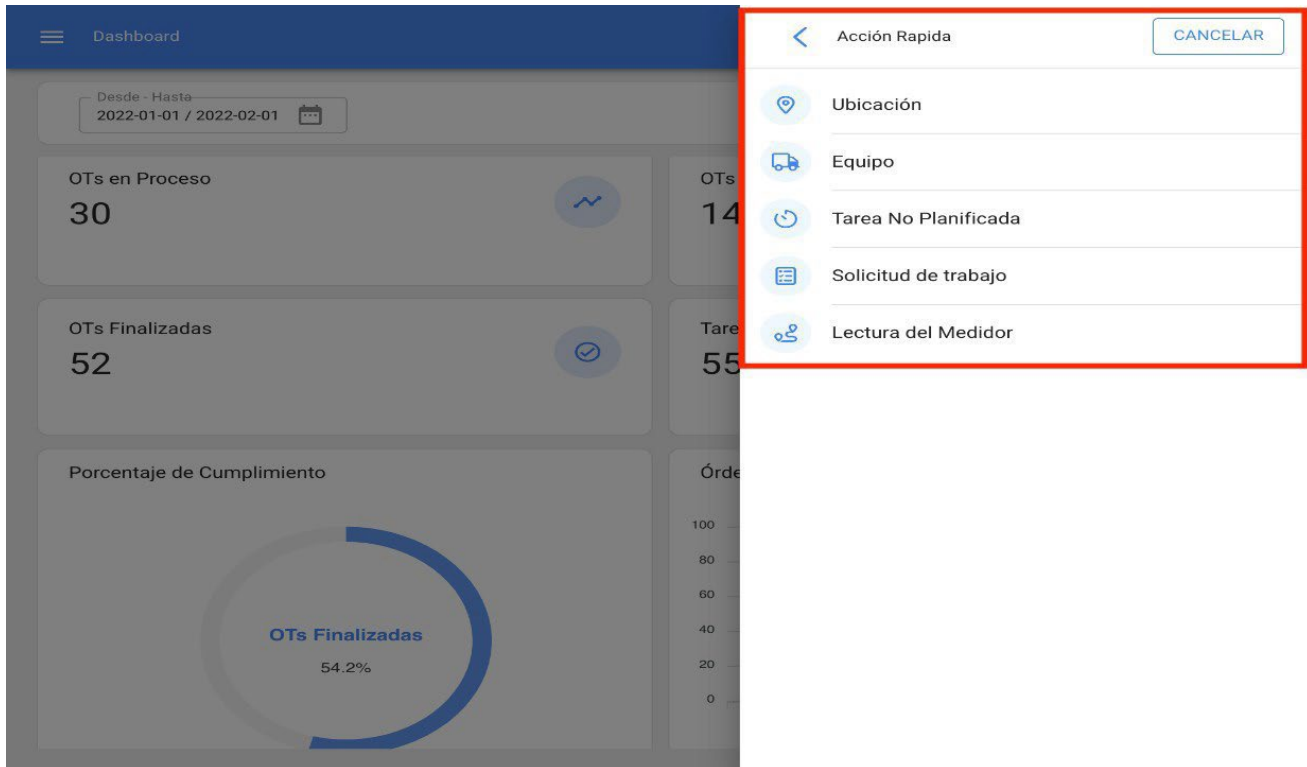 Dashboard
Desde - Hasta
2022-01-01 / 2022-02-01
OTs en Proceso
30
OTs
14
OTs Finalizadas
52
Tare
55
Porcentaje de Cumplimiento
OTs Finalizadas
54.2%
Órde
100
80
60
40
20
0
Acción Rapida
CANCELAR
Ubicación
Equipo
Tarea No Planificada
Solicitud de trabajo
Lectura del Medidor